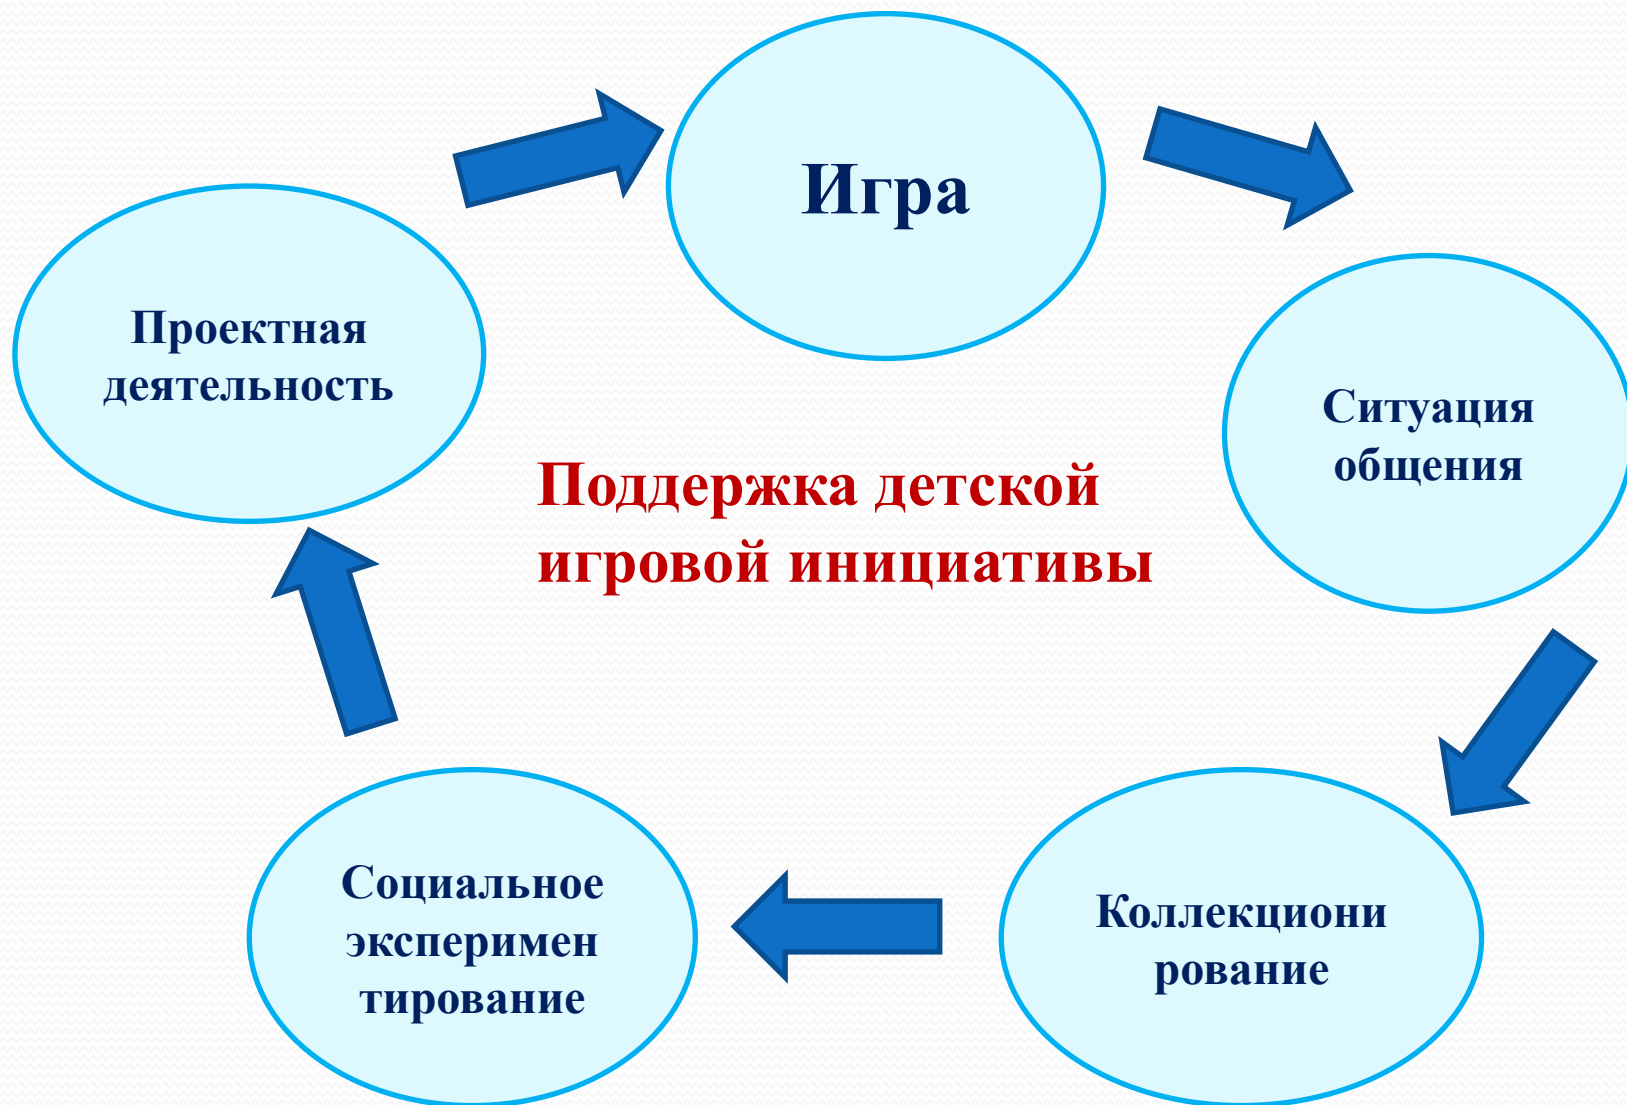 Игра
Проектная
деятельность
Ситуация
общения
Поддержка детской
игровой инициативы
Социальное
эксперимен
тирование
Коллекциони
рование